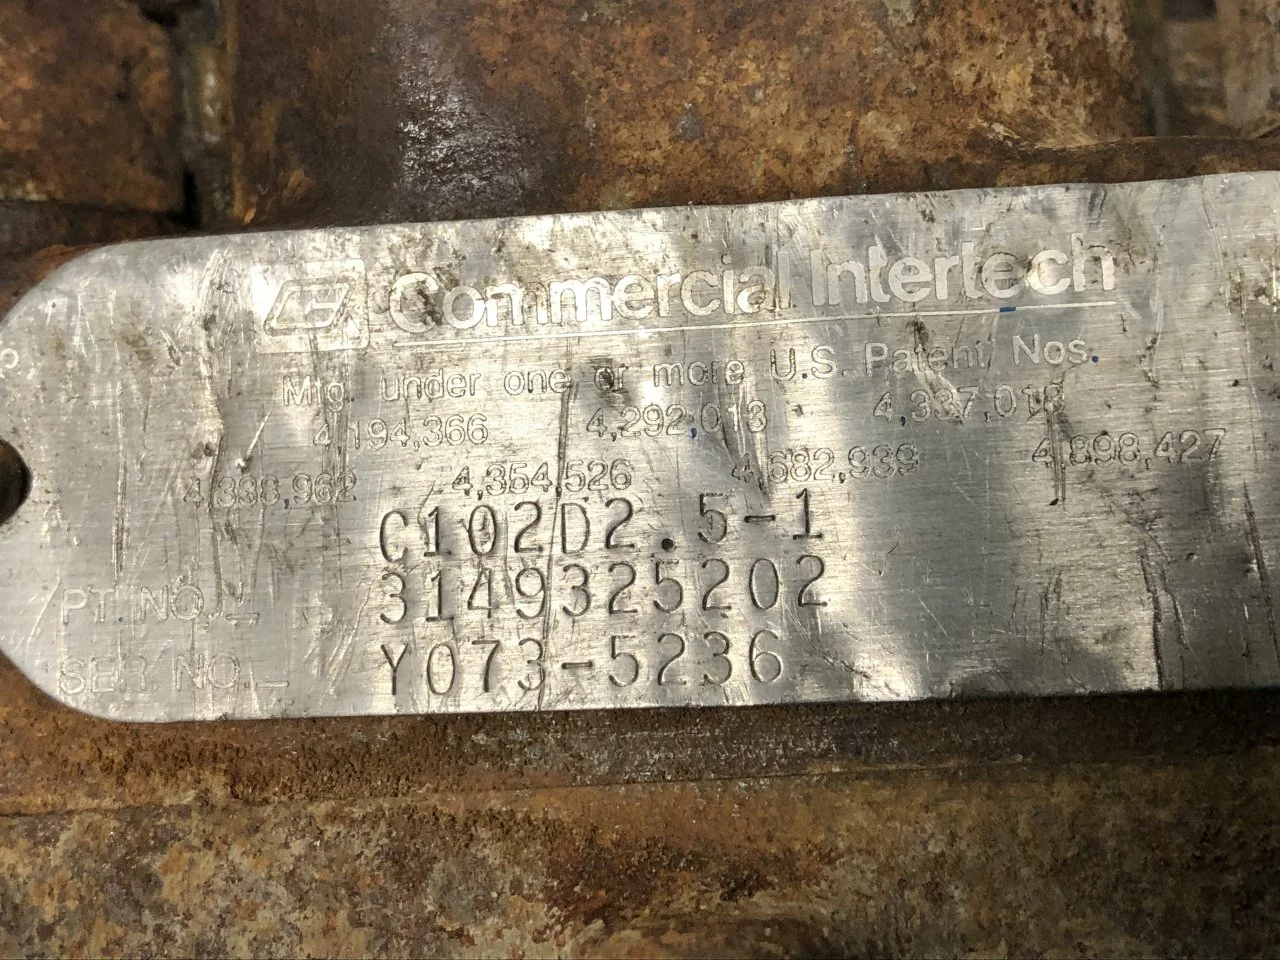 Commercial Intertech
Mfg. under one or more U.S. Patent Nos.
4,194,366 4,292,013 4,337,018
4,338,962 4,354,526 4,682,939 4,898,427
C102D2.5-1
PT NO._ 3149325202
SER NO._ Y073-5236